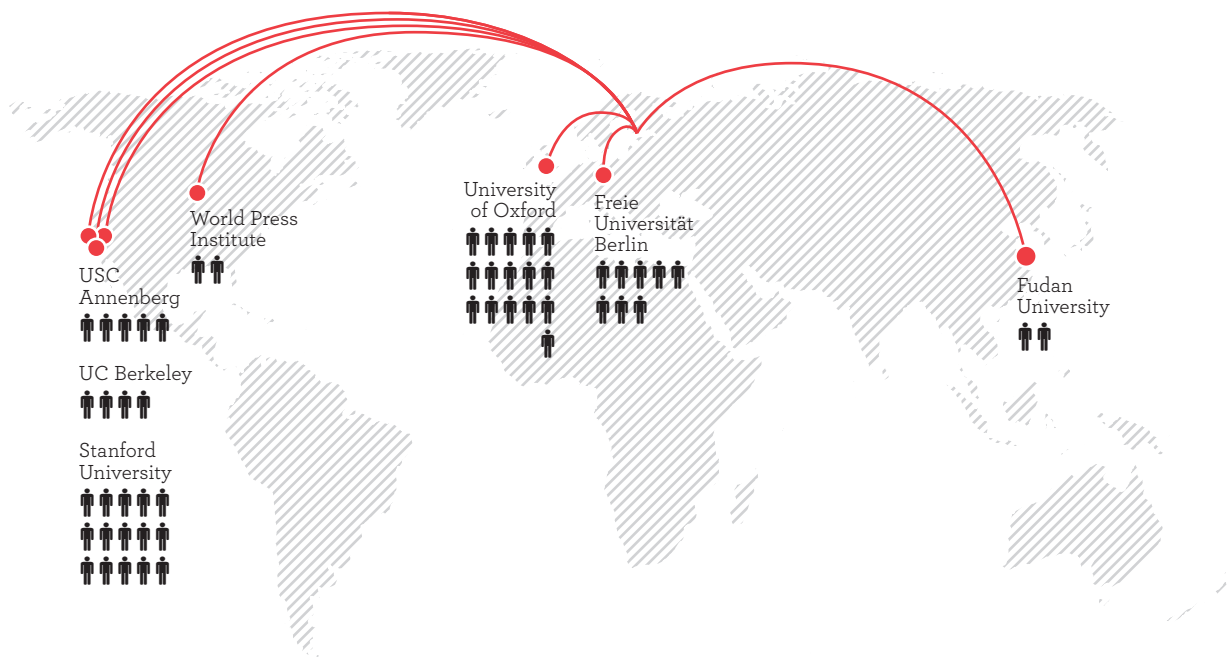 World Press
Institute
USC
Annenberg
UC Berkeley
Stanford
University
University
of Oxford
Freie
Universität
Berlin
Fudan
University